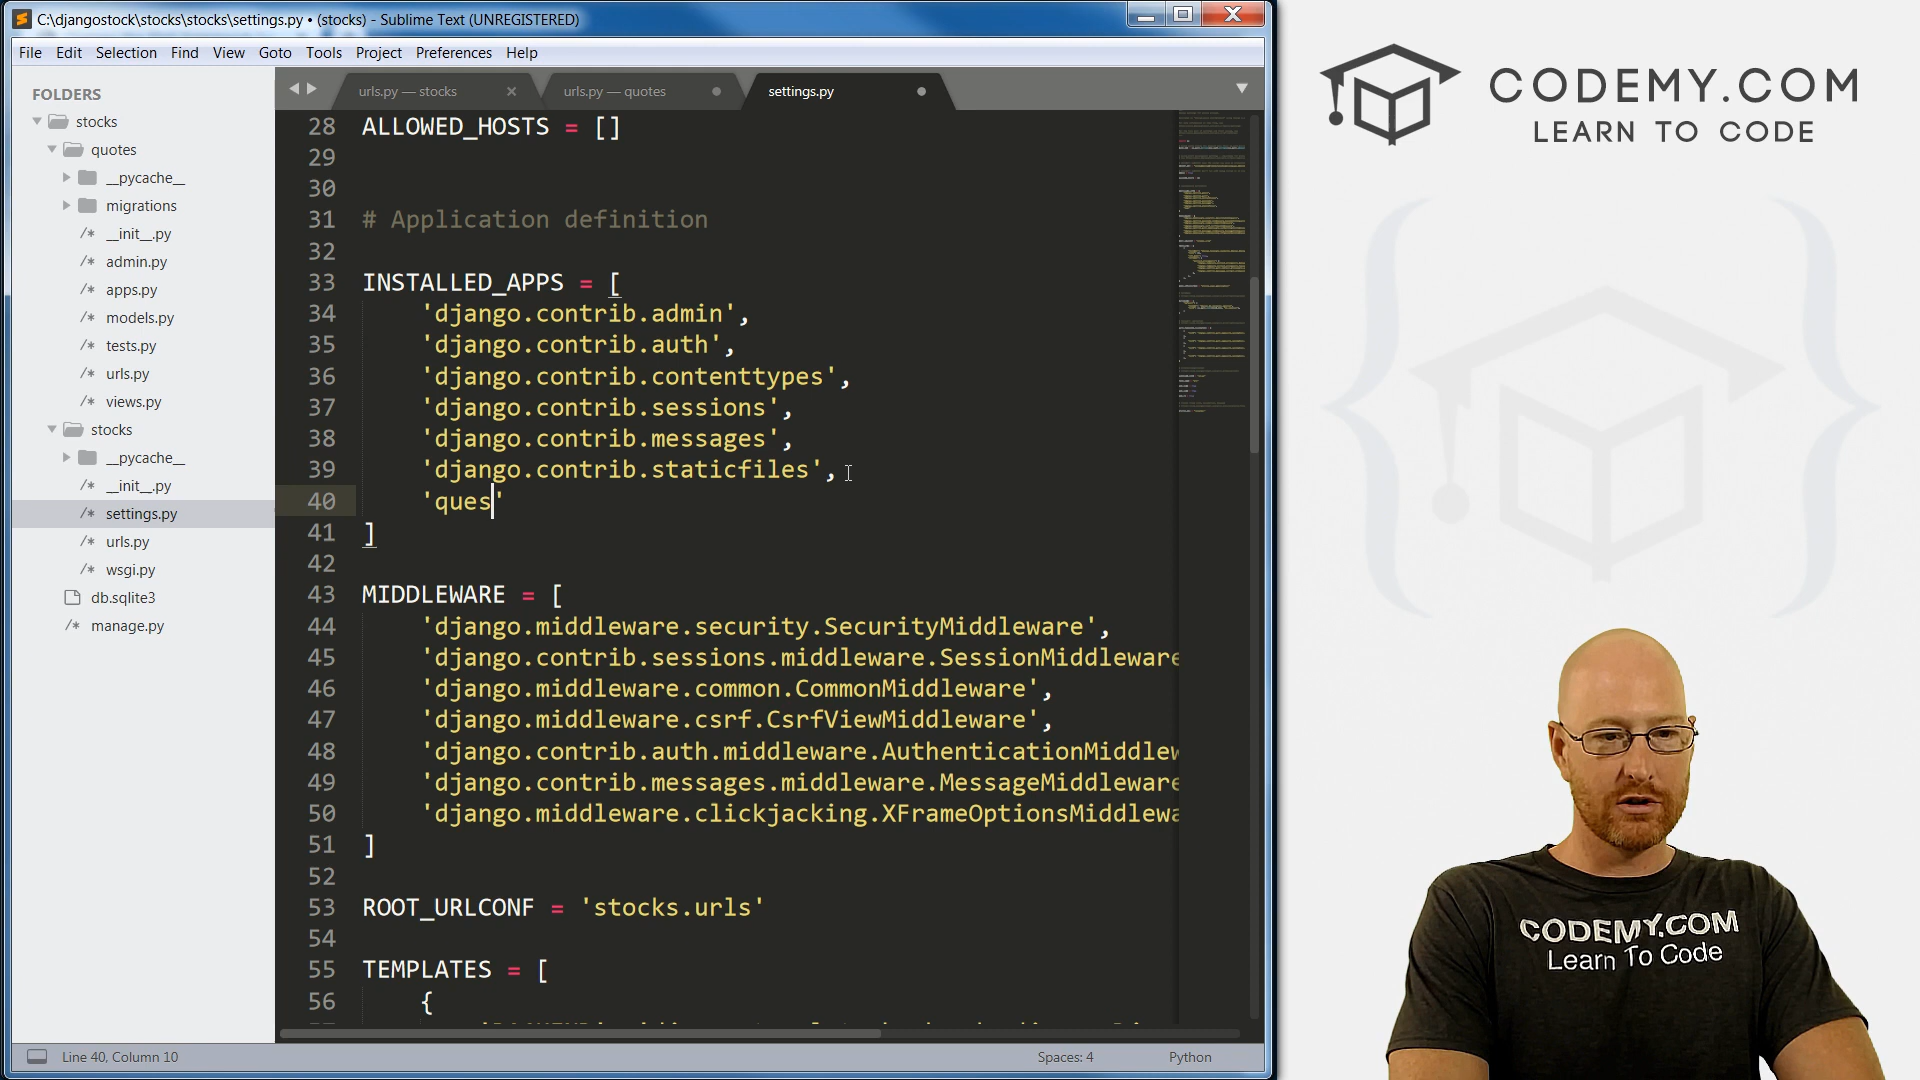 C:\djangostock\stocks\stocks\settings.py • (stocks) - Sublime Text (UNREGISTERED)
File Edit Selection Find View Goto Tools Project Preferences Help
FOLDERS
stocks
quotes
__pycache__
migrations
/* __init__.py
/* admin.py
/* apps.py
/* models.py
/* tests.py
/* urls.py
/* views.py
stocks
__pycache__
/* __init__.py
/* settings.py
/* urls.py
/* wsgi.py
db.sqlite3
/* manage.py
urls.py — stocks
urls.py — quotes
settings.py
28 ALLOWED_HOSTS = []
29
30
31 # Application definition
32
33 INSTALLED_APPS = [
34 'django.contrib.admin',
35 'django.contrib.auth',
36 'django.contrib.contenttypes',
37 'django.contrib.sessions',
38 'django.contrib.messages',
39 'django.contrib.staticfiles',
40 'ques'
41 ]
42
43 MIDDLEWARE = [
44 'django.middleware.security.SecurityMiddleware',
45 'django.contrib.sessions.middleware.SessionMiddleware
46 'django.middleware.common.CommonMiddleware',
47 'django.middleware.csrf.CsrfViewMiddleware',
48 'django.contrib.auth.middleware.AuthenticationMiddlew
49 'django.contrib.messages.middleware.MessageMiddleware
50 'django.middleware.clickjacking.XFrameOptionsMiddlewa
51 ]
52
53 ROOT_URLCONF = 'stocks.urls'
54
55 TEMPLATES = [
56 {
Line 40, Column 10
Spaces: 4
Python
CODEMY.COM
LEARN TO CODE
CODEMY.COM
Learn To Code